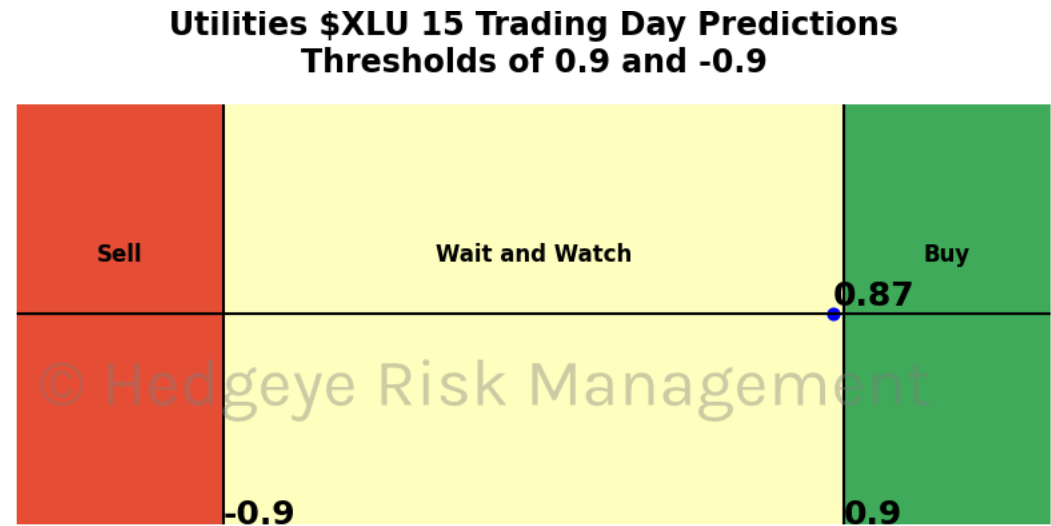 Utilities $XLU 15 Trading Day Predictions
Thresholds of 0.9 and -0.9
Sell
Wait and Watch
Buy
0.87
© Hedgeye Risk Management
-0.9
0.9